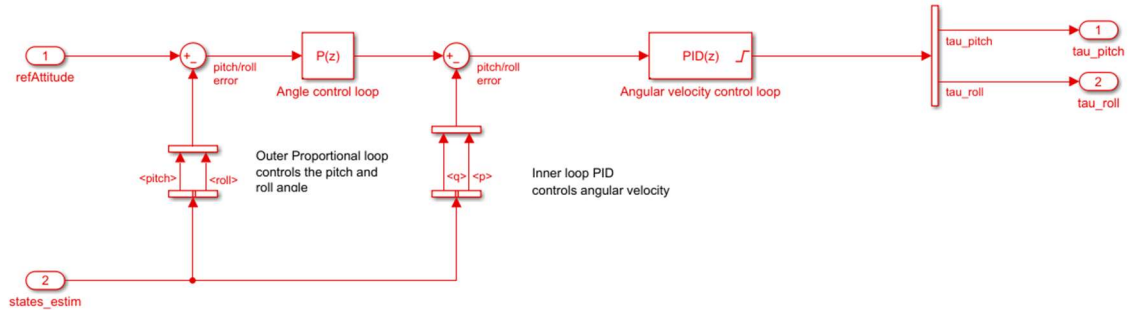 1
refAttitude
+
_
pitch/roll
error
P(z)
Angle control loop
+
_
pitch/roll
error
PID(z)
Angular velocity control loop
tau_pitch
1
tau_pitch
tau_roll
2
tau_roll
<pitch>
<roll>
Outer Proportional loop
controls the pitch and
roll angle
<q>
<p>
Inner loop PID
controls angular velocity
2
states_estim